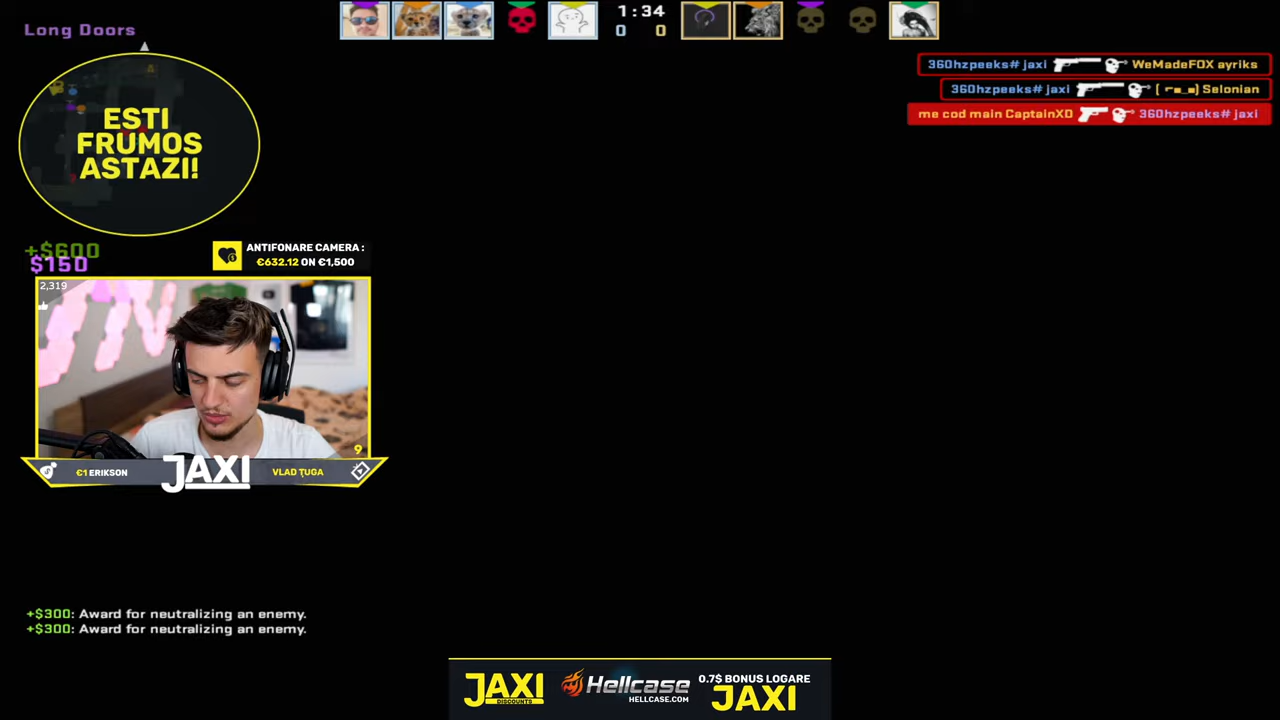 Long Doors
1:34
0 0
360hzpeeks# jaxi WeMadeFOX ayriks
360hzpeeks# jaxi [ ⌐■_■] Selonian
me cod main CaptainXD 360hzpeeks# jaxi
ESTI
FRUMOS
ASTAZI!
+$600
$150
ANTIFONARE CAMERA :
€632.12 ON €1,500
2,319
9
€1 ERIKSON
JAXI
VLAD ȚUGA
+$300: Award for neutralizing an enemy.
+$300: Award for neutralizing an enemy.
JAXI
DISCOUNTS
Hellcase
HELLCASE.COM
0.7$ BONUS LOGARE
JAXI